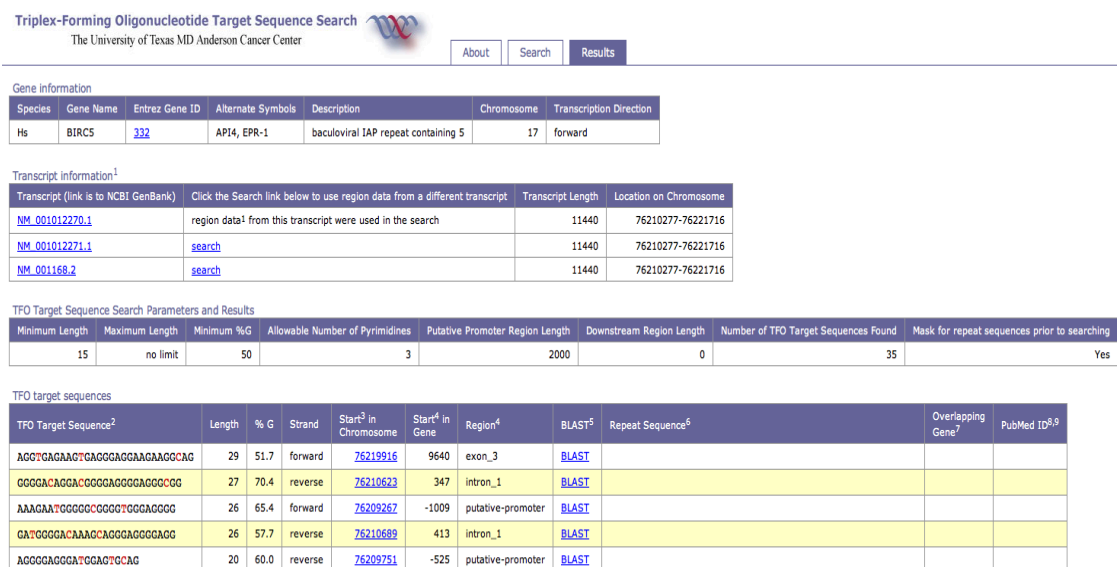 Triplex-Forming Oligonucleotide Target Sequence Search
The University of Texas MD Anderson Cancer Center
About Search Results
Gene information
Species Gene Name Entrez Gene ID Alternate Symbols Description Chromosome Transcription Direction
Hs BIRC5 332 API4, EPR-1 baculoviral IAP repeat containing 5 17 forward
Transcript information1
Transcript (link is to NCBI GenBank) Click the Search link below to use region data from a different transcript Transcript Length Location on Chromosome
NM_001012270.1 region data1 from this transcript were used in the search 11440 76210277-76221716
NM_001012271.1 search 11440 76210277-76221716
NM_001168.2 search 11440 76210277-76221716
TFO Target Sequence Search Parameters and Results
Minimum Length Maximum Length Minimum %G Allowable Number of Pyrimidines Putative Promoter Region Length Downstream Region Length Number of TFO Target Sequences Found Mask for repeat sequences prior to searching
15 no limit 50 3 2000 0 35 Yes
TFO target sequences
TFO Target Sequence2 Length % G Strand Start3 in Chromosome Start4 in Gene Region4 BLAST5 Repeat Sequence6 Overlapping Gene7 PubMed ID8,9
AGGTGAGAAGTGAGGGAGGAAGAAGGCAG 29 51.7 forward 76219916 9640 exon_3 BLAST
GGGGACAGGACGGGGAGGGGAGGGCGG 27 70.4 reverse 76210623 347 intron_1 BLAST
AAAGAATGGGGGCGGGGTGGGAGGGG 26 65.4 forward 76209267 -1009 putative-promoter BLAST
GATGGGGACAAAGCAGGGAGGGGAGG 26 57.7 reverse 76210689 413 intron_1 BLAST
AGGGGAGGGATGGAGTGCAG 20 60.0 reverse 76209751 -525 putative-promoter BLAST